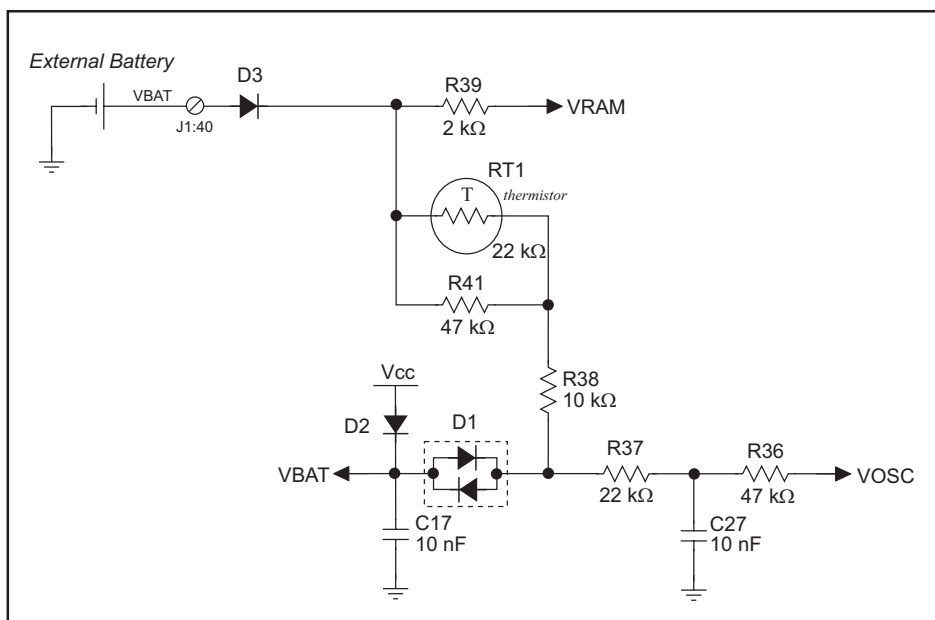 External Battery
VBAT
J1:40
D3
R39
2 kΩ
VRAM
RT1
T
thermistor
22 kΩ
R41
47 kΩ
R38
10 kΩ
Vcc
D2
D1
VBAT
R37
22 kΩ
R36
47 kΩ
VOSC
C17
10 nF
C27
10 nF